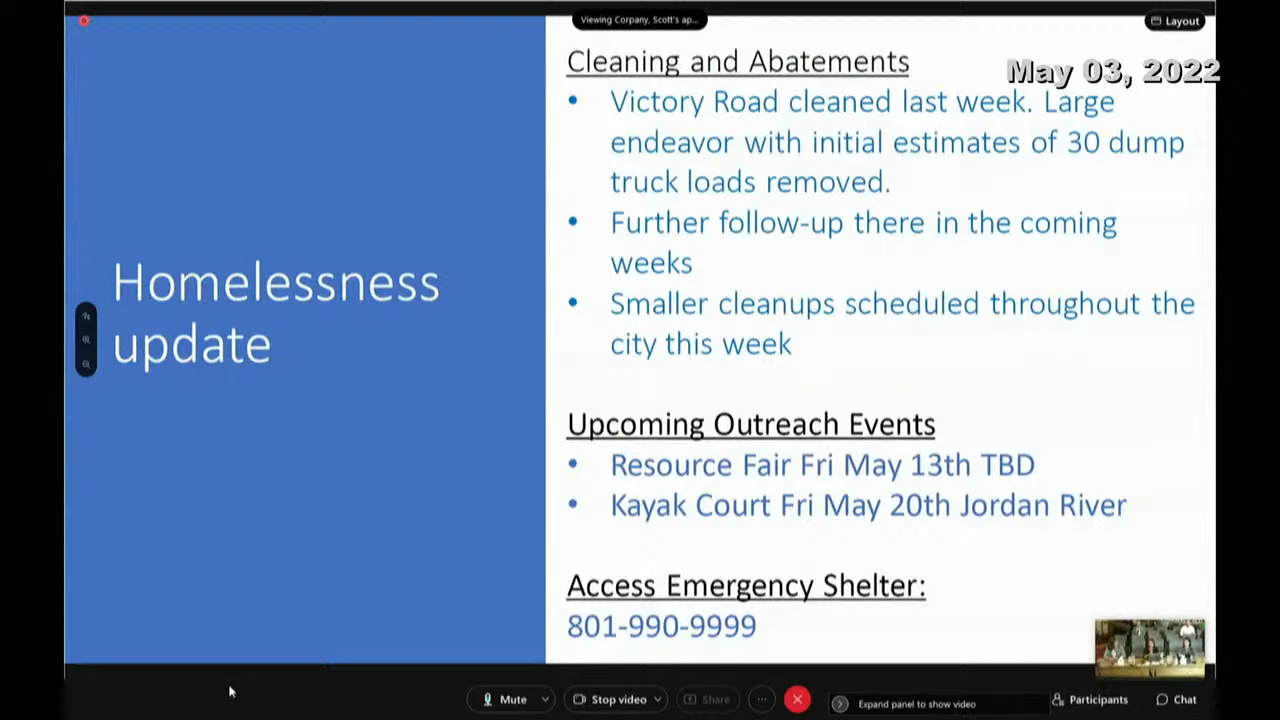 Viewing Corpany, Scott's ap...
Layout
May 03, 2022
Homelessness
update
Cleaning and Abatements
• Victory Road cleaned last week. Large
endeavor with initial estimates of 30 dump
truck loads removed.
• Further follow-up there in the coming
weeks
• Smaller cleanups scheduled throughout the
city this week
Upcoming Outreach Events
• Resource Fair Fri May 13th TBD
• Kayak Court Fri May 20th Jordan River
Access Emergency Shelter:
801-990-9999
Mute
Stop video
Share
Expand panel to show video
Participants
Chat